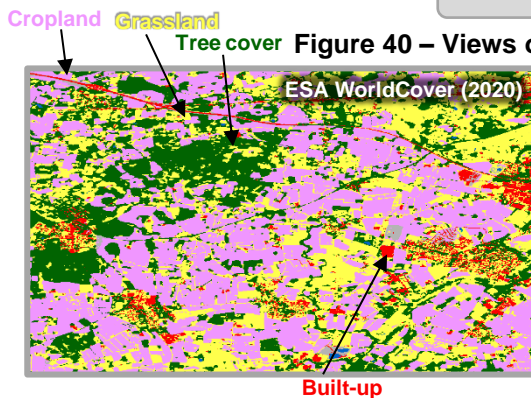 Cropland Grassland
Tree cover Figure 40 – Views
ESA WorldCover (2020)
Built-up